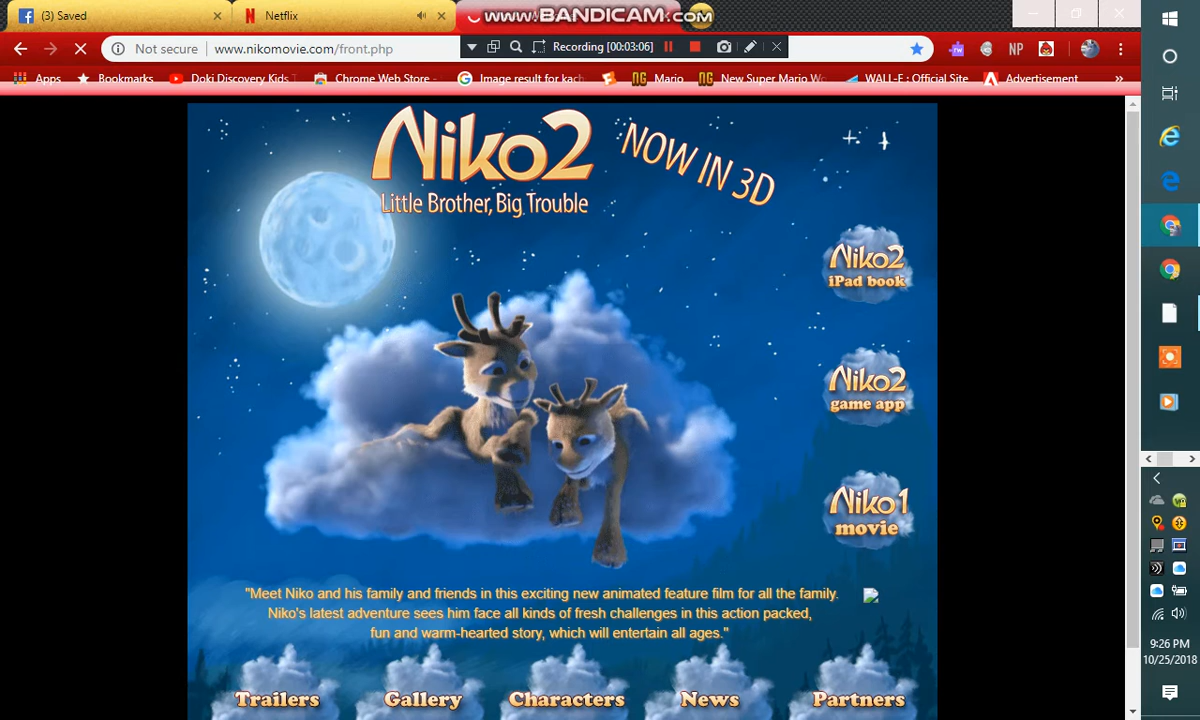 (3) Saved
Netflix
www.BANDICAM.com
Not secure
www.nikomovie.com/front.php
Recording [00:03:06]
NP
Apps
Bookmarks
Doki Discovery Kids
Chrome Web Store -
Image result for kach
Mario
New Super Mario Wo
WALL-E : Official Site
Advertisement
»
Niko2
Little Brother, Big Trouble
NOW IN 3D
Niko2
iPad book
Niko2
game app
Niko1
movie
"Meet Niko and his family and friends in this exciting new animated feature film for all the family.
Niko's latest adventure sees him face all kinds of fresh challenges in this action packed,
fun and warm-hearted story, which will entertain all ages."
Trailers
Gallery
Characters
News
Partners
9:26 PM
10/25/2018